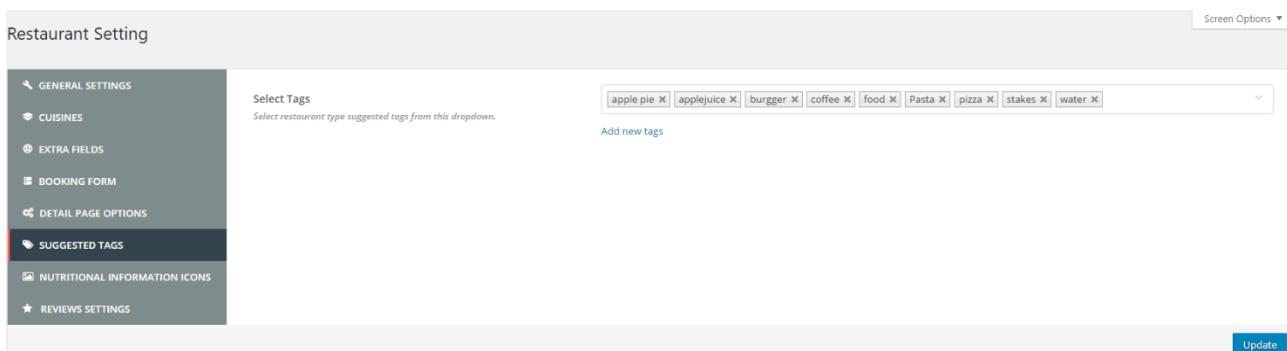 Screen Options ▼
Restaurant Setting
GENERAL SETTINGS
CUISINES
EXTRA FIELDS
BOOKING FORM
DETAIL PAGE OPTIONS
SUGGESTED TAGS
NUTRITIONAL INFORMATION ICONS
REVIEWS SETTINGS
Select Tags
Select restaurant type suggested tags from this dropdown.
apple pie ✕ applejuice ✕ burgger ✕ coffee ✕ food ✕ Pasta ✕ pizza ✕ stakes ✕ water ✕
Add new tags
Update